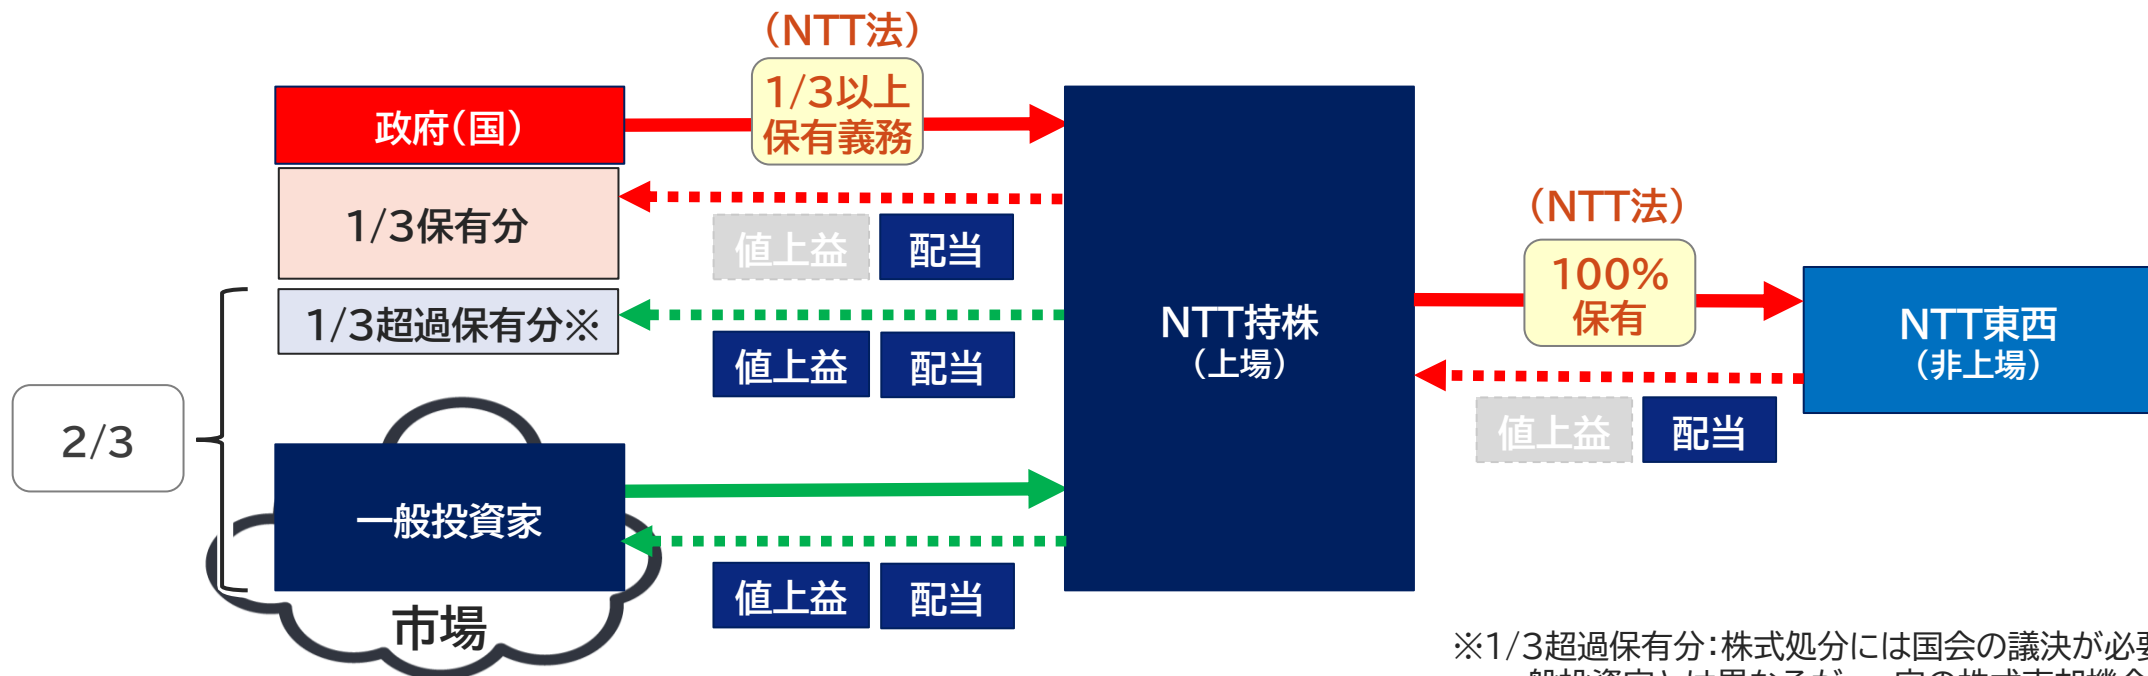 （NTT法）
1/3以上
保有義務
政府（国）
1/3保有分
値上益
配当
1/3超過保有分※
値上益
配当
2/3
一般投資家
値上益
配当
市場
NTT持株
（上場）
（NTT法）
100%
保有
値上益
配当
NTT東西
（非上場）
※1/3超過保有分：株式処分には国会の議決が必要